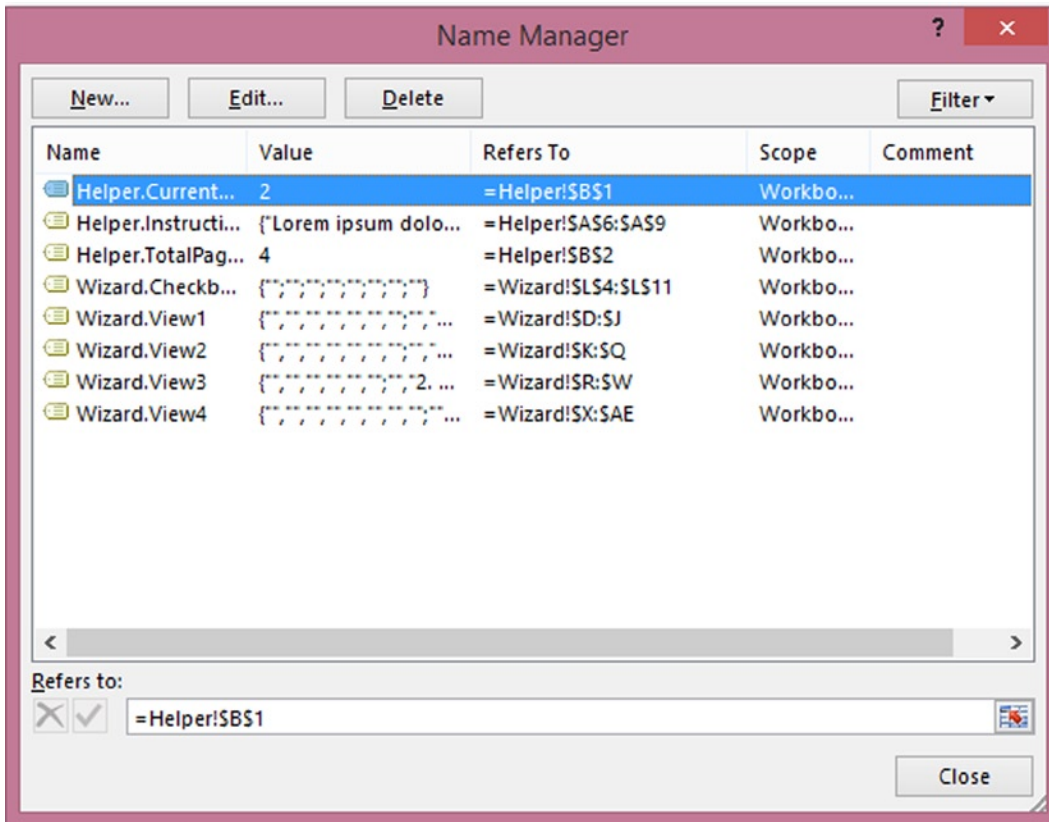 Name Manager
?
New... Edit... Delete Filter
Name Value Refers To Scope Comment
Helper.Current... 2 =Helper!$B$1 Workbo...
Helper.Instructi... {"Lorem ipsum dolo... =Helper!$A$6:$A$9 Workbo...
Helper.TotalPag... 4 =Helper!$B$2 Workbo...
Wizard.Checkb... {"";"";"";"";"";"";"";""} =Wizard!$L$4:$L$11 Workbo...
Wizard.View1 {"","","","","","","";"","... =Wizard!$D:$J Workbo...
Wizard.View2 {"","","","","","","";"","... =Wizard!$K:$Q Workbo...
Wizard.View3 {"","","","","","";"","2. ... =Wizard!$R:$W Workbo...
Wizard.View4 {"","","","","","","","";""... =Wizard!$X:$AE Workbo...
Refers to:
=Helper!$B$1
Close